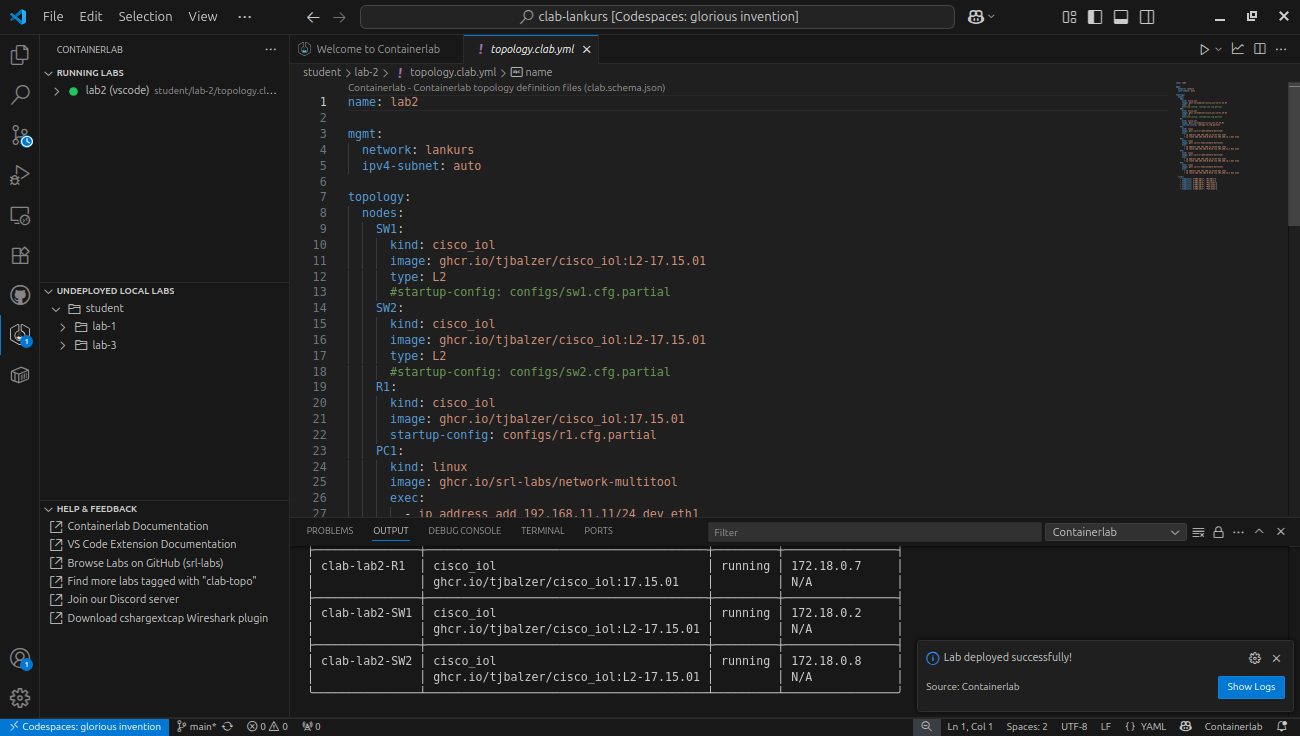 File Edit Selection View ···
clab-lankurs [Codespaces: glorious invention]
CONTAINERLAB
RUNNING LABS
lab2 (vscode) student/lab-2/topology.cl...
UNDEPLOYED LOCAL LABS
student
lab-1
lab-3
HELP & FEEDBACK
Containerlab Documentation
VS Code Extension Documentation
Browse Labs on GitHub (srl-labs)
Find more labs tagged with "clab-topo"
Join our Discord server
Download cshargextcap Wireshark plugin
Welcome to Containerlab
! topology.clab.yml
student > lab-2 > ! topology.clab.yml > name
Containerlab - Containerlab topology definition files (clab.schema.json)
1 name: lab2
2
3 mgmt:
4 network: lankurs
5 ipv4-subnet: auto
6
7 topology:
8 nodes:
9 SW1:
10 kind: cisco_iol
11 image: ghcr.io/tjbalzer/cisco_iol:L2-17.15.01
12 type: L2
13 #startup-config: configs/sw1.cfg.partial
14 SW2:
15 kind: cisco_iol
16 image: ghcr.io/tjbalzer/cisco_iol:L2-17.15.01
17 type: L2
18 #startup-config: configs/sw2.cfg.partial
19 R1:
20 kind: cisco_iol
21 image: ghcr.io/tjbalzer/cisco_iol:17.15.01
22 startup-config: configs/r1.cfg.partial
23 PC1:
24 kind: linux
25 image: ghcr.io/srl-labs/network-multitool
26 exec:
27 - ip address add 192.168.11.11/24 dev eth1
PROBLEMS OUTPUT DEBUG CONSOLE TERMINAL PORTS
Filter
Containerlab
clab-lab2-R1 cisco_iol running 172.18.0.7
ghcr.io/tjbalzer/cisco_iol:17.15.01 N/A
clab-lab2-SW1 cisco_iol running 172.18.0.2
ghcr.io/tjbalzer/cisco_iol:L2-17.15.01 N/A
clab-lab2-SW2 cisco_iol running 172.18.0.8
ghcr.io/tjbalzer/cisco_iol:L2-17.15.01 N/A
Lab deployed successfully!
Source: Containerlab
Show Logs
1
1
Codespaces: glorious invention main* 0 0 0 Ln 1, Col 1 Spaces: 2 UTF-8 LF {} YAML Containerlab